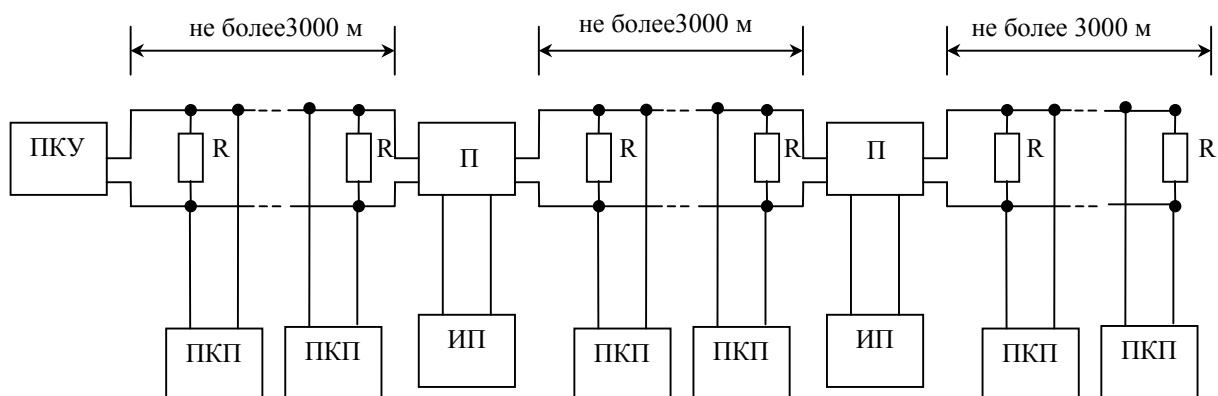 не более3000 м не более3000 м не более 3000 м
ПКУ R R П R R П R R
ПКП ПКП ИП ПКП ПКП ИП ПКП ПКП